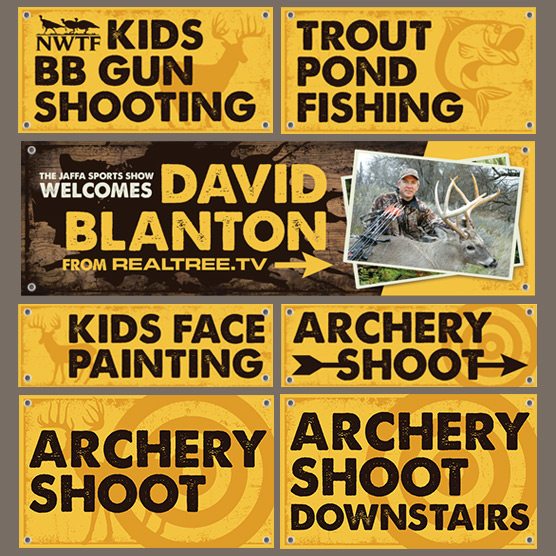 NWTF KIDS
BB GUN
SHOOTING
TROUT
POND
FISHING
THE JAFFA SPORTS SHOW
WELCOMES
DAVID
BLANTON
FROM REALTREE.TV
KIDS FACE
PAINTING
ARCHERY
SHOOT
ARCHERY
SHOOT
ARCHERY
SHOOT
DOWNSTAIRS